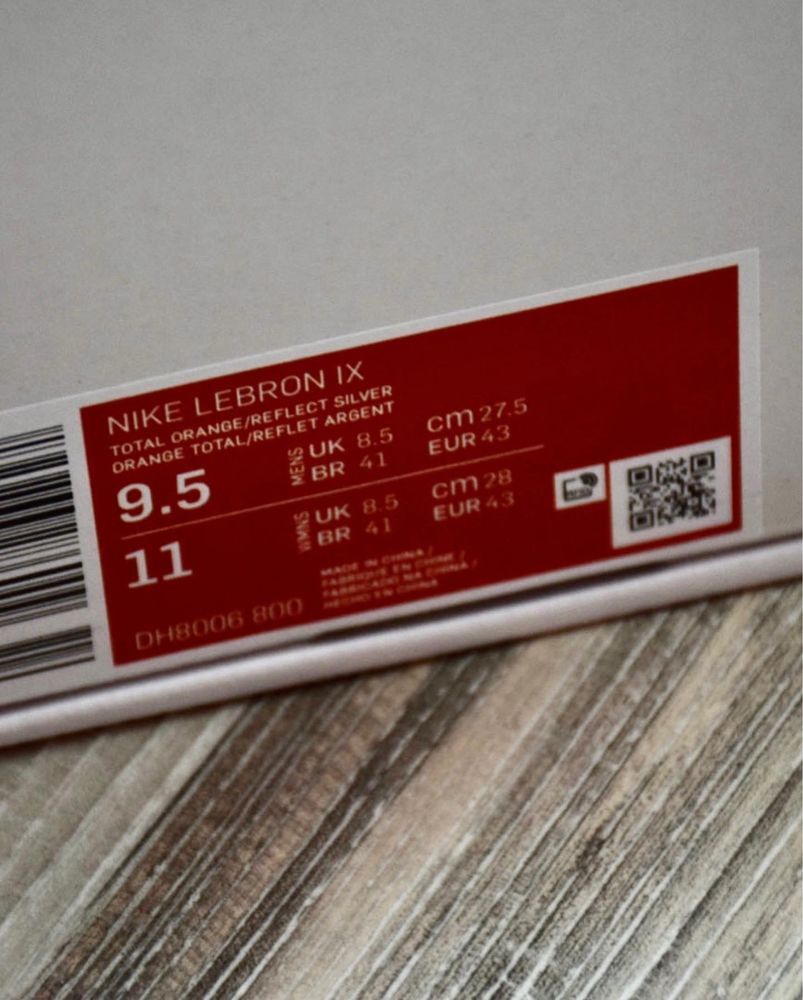 NIKE LEBRON IX
TOTAL ORANGE/REFLECT SILVER
ORANGE TOTAL/REFLET ARGENT
9.5
MENS
UK 8.5
BR 41
cm 27.5
EUR 43
11
WMNS
UK 8.5
BR 41
cm 28
EUR 43
DH8006 800
MADE IN CHINA /
FABRIQUE EN CHINE /
FABRICADO NA CHINA /
HECHO EN CHINA